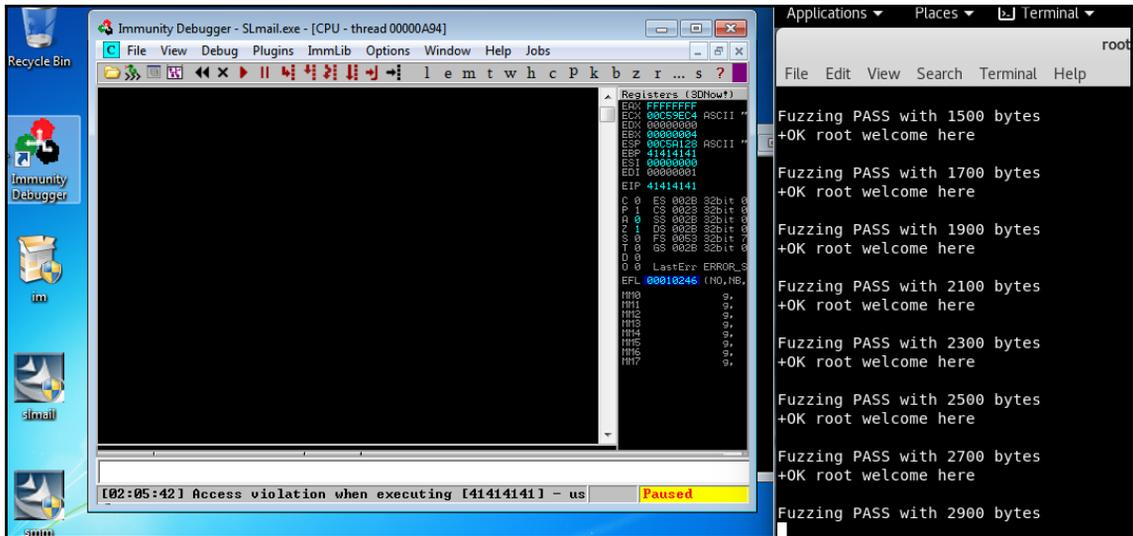 Recycle Bin
Immunity
Debugger
im
slmail
smm
Immunity Debugger - SLmail.exe - [CPU - thread 00000A94]
C File View Debug Plugins ImmLib Options Window Help Jobs
l e m t w h c P k b z r ... s ?
Registers (3DNow!)
EAX FFFFFFFF
ECX 00C59EC4 ASCII "
EDX 00000000
EBX 00000004
ESP 00C5A128 ASCII "
EBP 41414141
ESI 00000000
EDI 00000001
EIP 41414141
C 0 ES 002B 32bit 0
P 1 CS 0023 32bit 0
A 0 SS 002B 32bit 0
Z 1 DS 002B 32bit 0
S 0 FS 0053 32bit 7
T 0 GS 002B 32bit 0
D 0
O 0 LastErr ERROR_S
EFL 00010246 (NO,NB,
MM0 g,
MM1 g,
MM2 g,
MM3 g,
MM4 g,
MM5 g,
MM6 g,
MM7 g,
[02:05:42] Access violation when executing [41414141] - us
Paused
Applications Places Terminal
root
File Edit View Search Terminal Help
Fuzzing PASS with 1500 bytes
+OK root welcome here
Fuzzing PASS with 1700 bytes
+OK root welcome here
Fuzzing PASS with 1900 bytes
+OK root welcome here
Fuzzing PASS with 2100 bytes
+OK root welcome here
Fuzzing PASS with 2300 bytes
+OK root welcome here
Fuzzing PASS with 2500 bytes
+OK root welcome here
Fuzzing PASS with 2700 bytes
+OK root welcome here
Fuzzing PASS with 2900 bytes